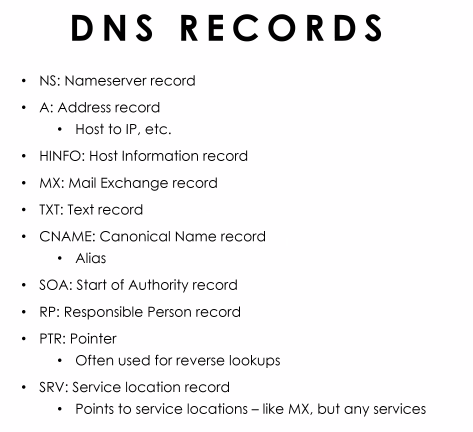 DNS RECORDS
• NS: Nameserver record
• A: Address record
• Host to IP, etc.
• HINFO: Host Information record
• MX: Mail Exchange record
• TXT: Text record
• CNAME: Canonical Name record
• Alias
• SOA: Start of Authority record
• RP: Responsible Person record
• PTR: Pointer
• Often used for reverse lookups
• SRV: Service location record
• Points to service locations – like MX, but any services